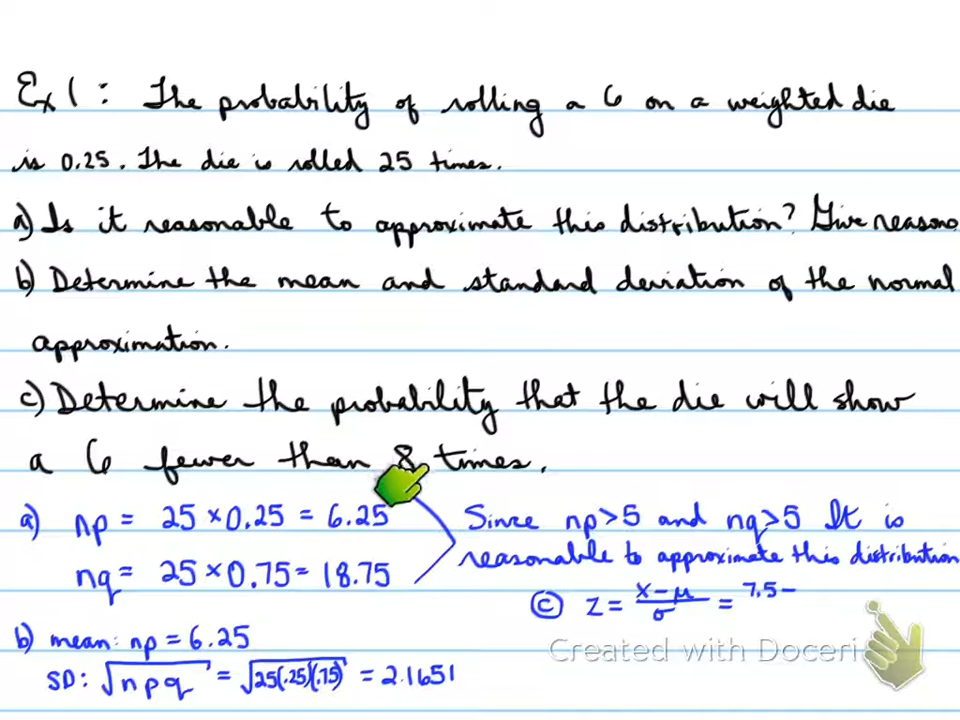 Ex 1 : The probability of rolling a 6 on a weighted die
is 0.25. The die is rolled 25 times.
a) Is it reasonable to approximate this distribution? Give reasons
b) Determine the mean and standard deviation of the normal
approximation.
c) Determine the probability that the die will show
a 6 fewer than 8 times.
a) np = 25 × 0.25 = 6.25
nq = 25 × 0.75 = 18.75
Since np > 5 and nq > 5 It is
reasonable to approximate this distribution
b) mean: np = 6.25
SD: √npq = √25(.25)(.75) = 2.1651
c) z = x - μ / σ = 7.5 -
Created with Doceri